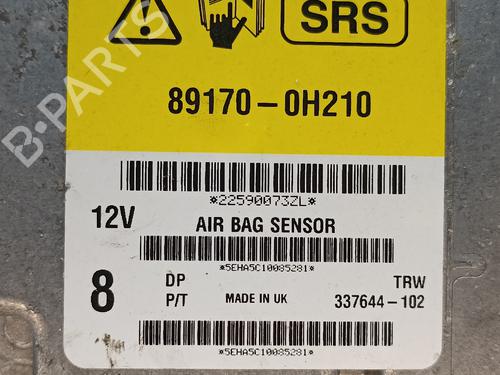 SRS
89170-0H210
*22590073ZL*
12V AIR BAG SENSOR
*5EHA5C10085281*
8 DP TRW
P/T MADE IN UK 337644-102
*5EHA5C10085281*
B-PARTS